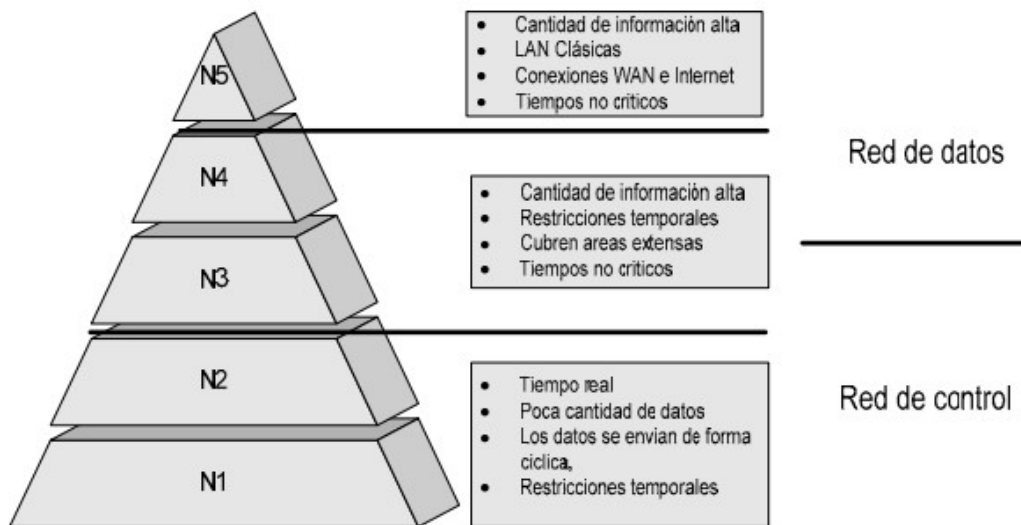 N5
N4
N3
N2
N1
• Cantidad de información alta
• LAN Clásicas
• Conexiones WAN e Internet
• Tiempos no criticos
• Cantidad de información alta
• Restricciones temporales
• Cubren areas extensas
• Tiempos no criticos
• Tiempo real
• Poca cantidad de datos
• Los datos se envian de forma
cíclica,
• Restricciones temporales
Red de datos
Red de control